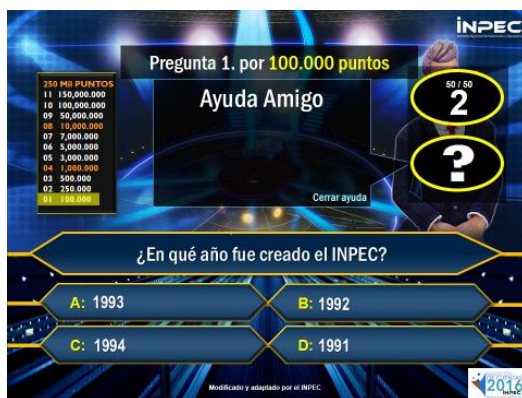 INPEC
Pregunta 1. por 100.000 puntos
250 Mil PUNTOS
11 150,000.000
10 100,000.000
09 50,000.000
08 10,000.000
07 7,000.000
06 5,000.000
05 3,000.000
04 1,000.000
03 500.000
02 250.000
01 100.000
Ayuda Amigo
50 / 50
2
?
Cerrar ayuda
¿En qué año fue creado el INPEC?
A: 1993
B: 1992
C: 1994
D: 1991
Modificado y adaptado por el INPEC
2016
INPEC